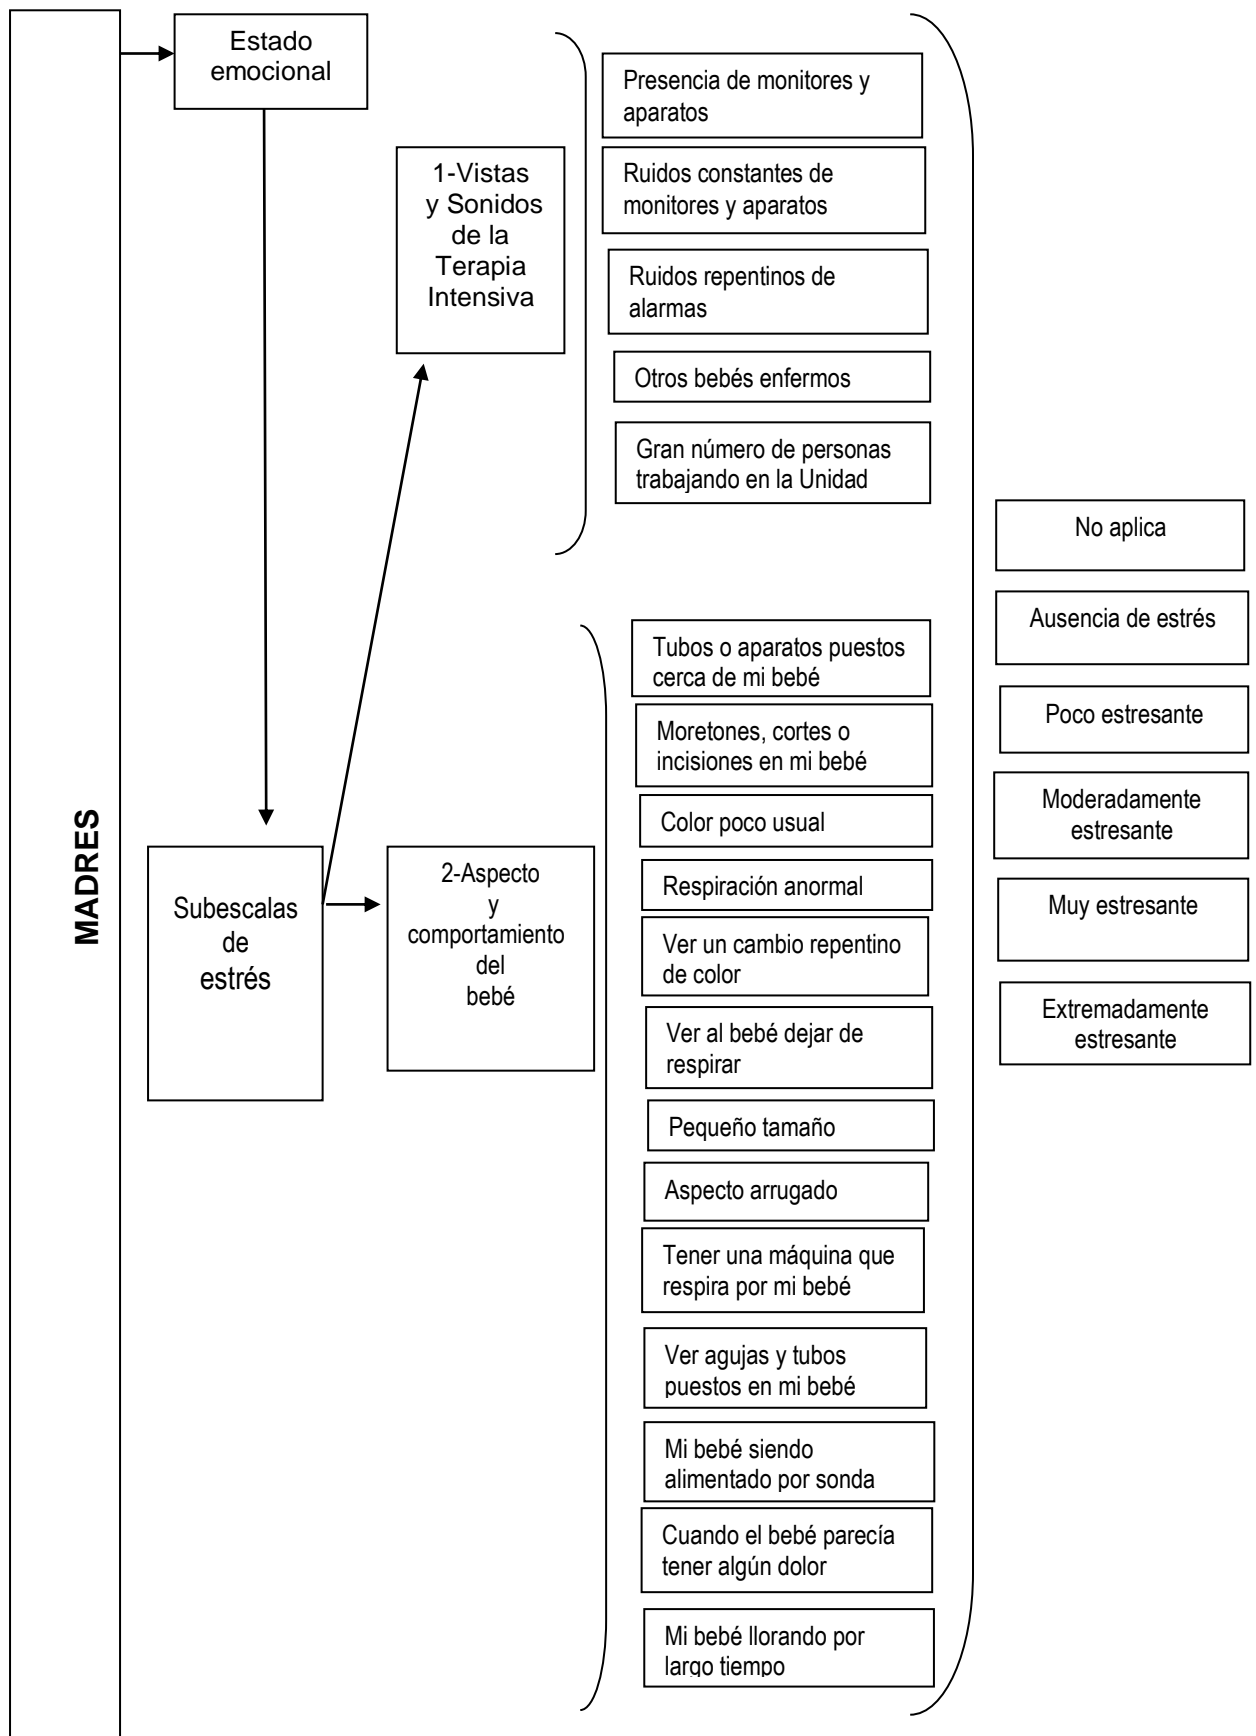 MADRES
Estado
emocional
Subescalas
de
estrés
1-Vistas
y Sonidos
de la
Terapia
Intensiva
Presencia de monitores y
aparatos
Ruidos constantes de
monitores y aparatos
Ruidos repentinos de
alarmas
Otros bebés enfermos
Gran número de personas
trabajando en la Unidad
2-Aspecto
y
comportamiento
del
bebé
Tubos o aparatos puestos
cerca de mi bebé
Moretones, cortes o
incisiones en mi bebé
Color poco usual
Respiración anormal
Ver un cambio repentino
de color
Ver al bebé dejar de
respirar
Pequeño tamaño
Aspecto arrugado
Tener una máquina que
respira por mi bebé
Ver agujas y tubos
puestos en mi bebé
Mi bebé siendo
alimentado por sonda
Cuando el bebé parecía
tener algún dolor
Mi bebé llorando por
largo tiempo
No aplica
Ausencia de estrés
Poco estresante
Moderadamente
estresante
Muy estresante
Extremadamente
estresante